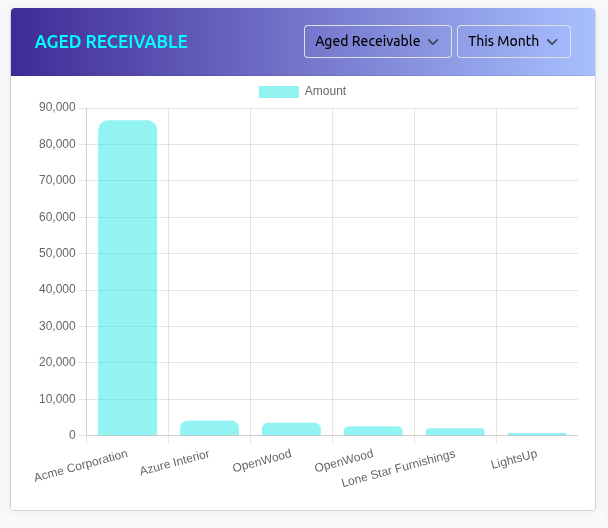 AGED RECEIVABLE
Aged Receivable
This Month
Amount
90,000
80,000
70,000
60,000
50,000
40,000
30,000
20,000
10,000
0
Acme Corporation
Azure Interior
OpenWood
OpenWood
Lone Star Furnishings
LightsUp